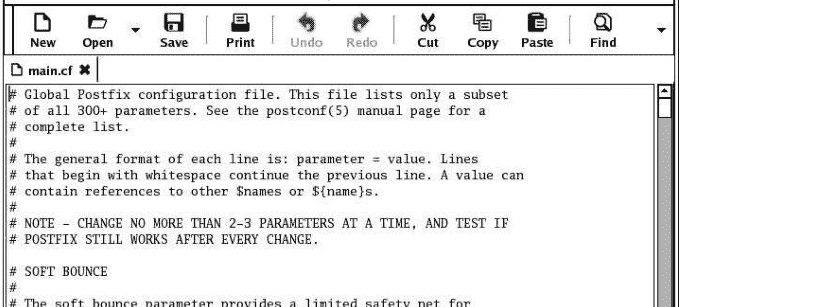 New Open Save Print Undo Redo Cut Copy Paste Find
main.cf
# Global Postfix configuration file. This file lists only a subset
# of all 300+ parameters. See the postconf(5) manual page for a
# complete list.
#
# The general format of each line is: parameter = value. Lines
# that begin with whitespace continue the previous line. A value can
# contain references to other $names or ${name}s.
#
# NOTE - CHANGE NO MORE THAN 2-3 PARAMETERS AT A TIME, AND TEST IF
# POSTFIX STILL WORKS AFTER EVERY CHANGE.

# SOFT BOUNCE
#
# The soft_bounce parameter provides a limited safety net for